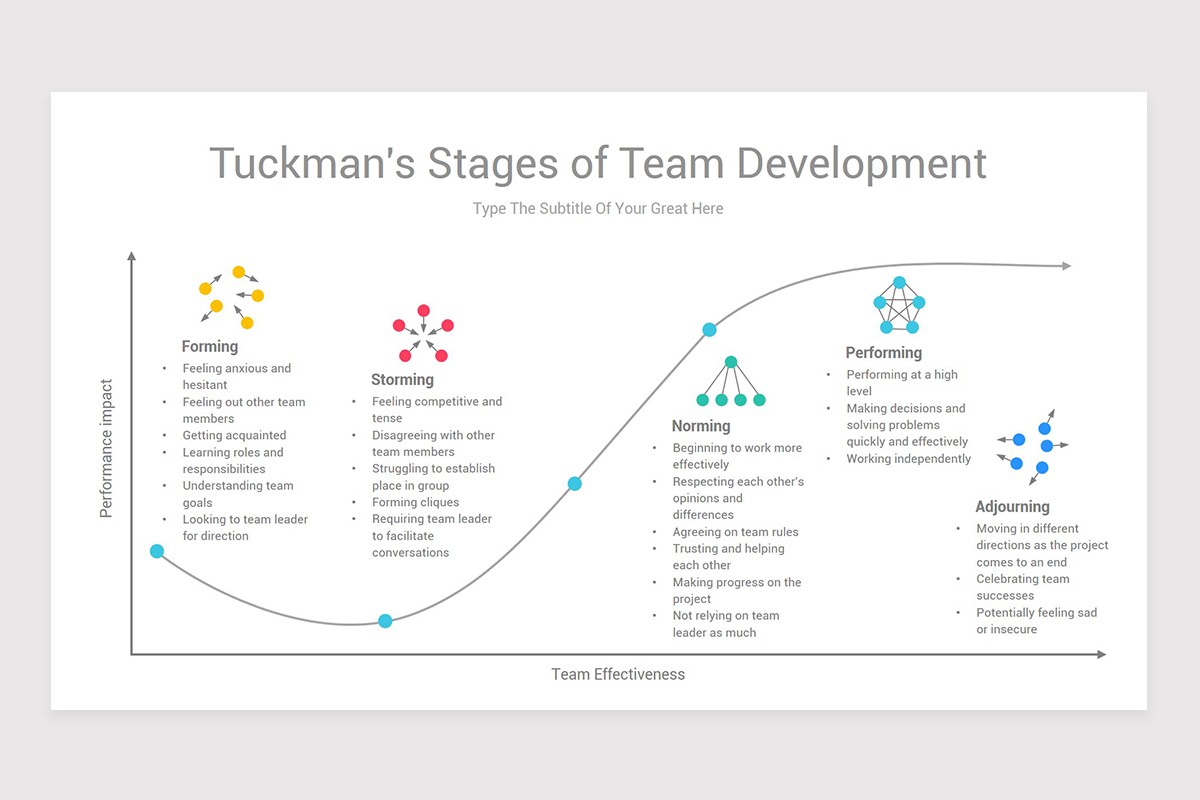 Tuckman's Stages of Team Development
Type The Subtitle Of Your Great Here
Performance impact
Forming
• Feeling anxious and
hesitant
• Feeling out other team
members
• Getting acquainted
• Learning roles and
responsibilities
• Understanding team
goals
• Looking to team leader
for direction
Storming
• Feeling competitive and
tense
• Disagreeing with other
team members
• Struggling to establish
place in group
• Forming cliques
• Requiring team leader
to facilitate
conversations
Norming
• Beginning to work more
effectively
• Respecting each other's
opinions and
differences
• Agreeing on team rules
• Trusting and helping
each other
• Making progress on the
project
• Not relying on team
leader as much
Performing
• Performing at a high
level
• Making decisions and
solving problems
quickly and effectively
• Working independently
Adjourning
• Moving in different
directions as the project
comes to an end
• Celebrating team
successes
• Potentially feeling sad
or insecure
Team Effectiveness